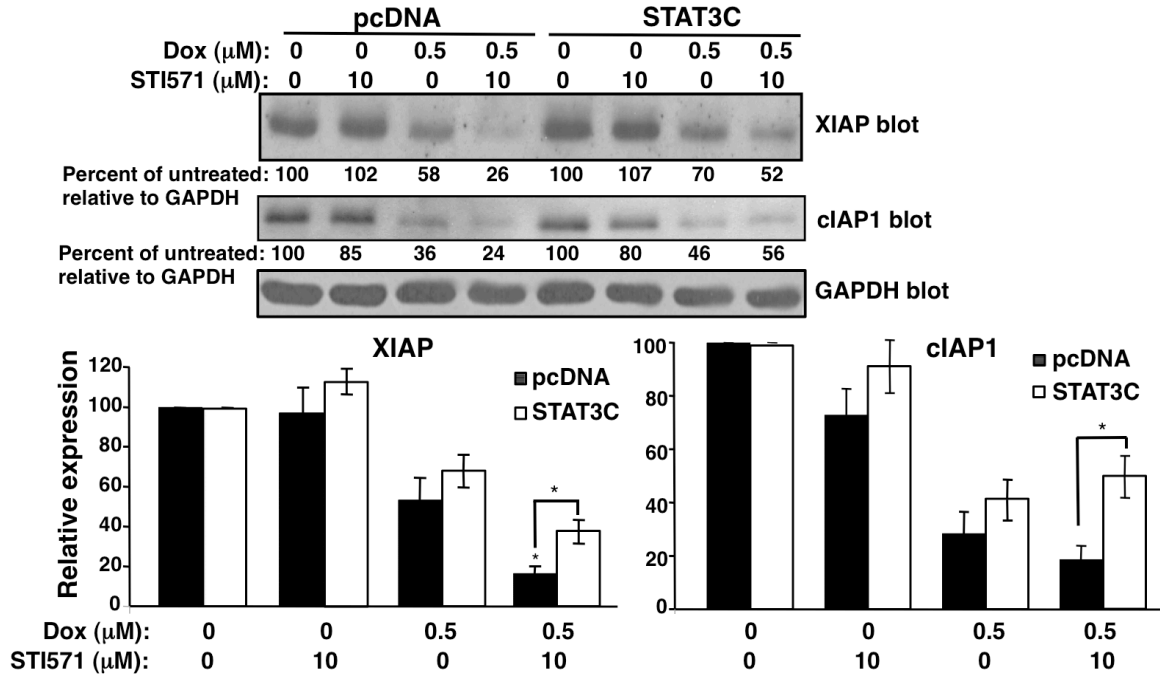 pcDNA STAT3C
Dox (μM): 0 0 0.5 0.5 0 0 0.5 0.5
STI571 (μM): 0 10 0 10 0 10 0 10
XIAP blot
Percent of untreated: 100 102 58 26 100 107 70 52
relative to GAPDH
cIAP1 blot
Percent of untreated: 100 85 36 24 100 80 46 56
relative to GAPDH
GAPDH blot
XIAP
Relative expression
120
100
80
60
40
20
0
pcDNA
STAT3C
*
*
Dox (μM): 0 0 0.5 0.5
STI571 (μM): 0 10 0 10
cIAP1
100
80
60
40
20
0
pcDNA
STAT3C
*
0 0 0.5 0.5
0 10 0 10